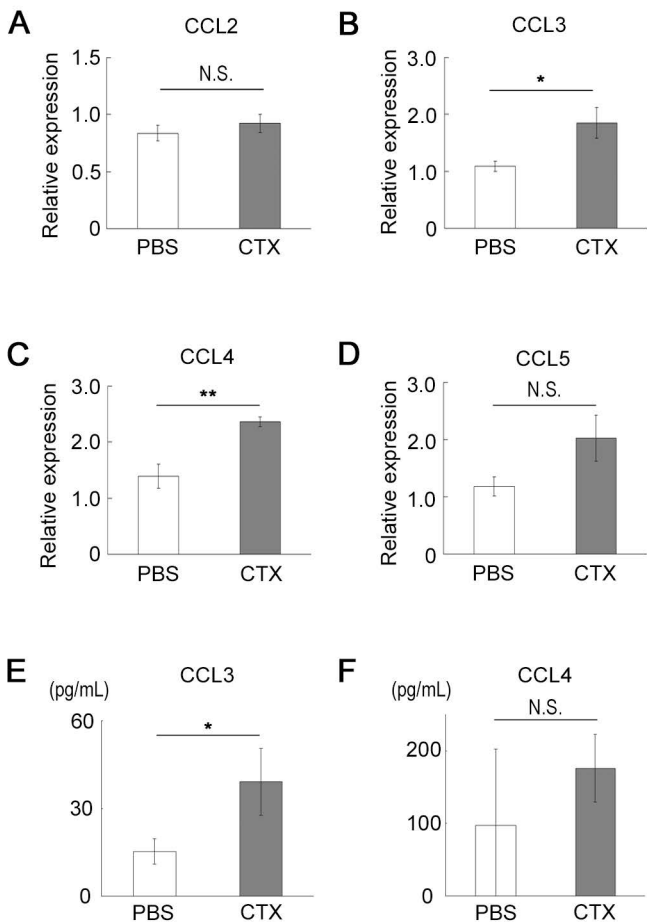 A
CCL2
Relative expression
1.5
1.0
0.5
0
N.S.
PBS CTX
B
CCL3
Relative expression
3.0
2.0
1.0
0
*
PBS CTX
C
CCL4
Relative expression
3.0
2.0
1.0
0
**
PBS CTX
D
CCL5
Relative expression
3.0
2.0
1.0
0
N.S.
PBS CTX
E
CCL3
(pg/mL)
60
30
0
*
PBS CTX
F
CCL4
(pg/mL)
200
100
0
N.S.
PBS CTX